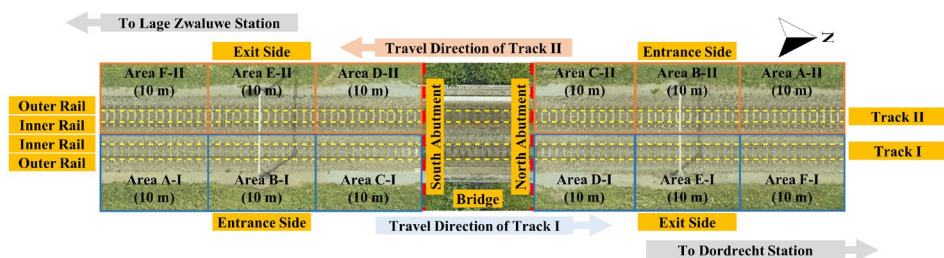 To Lage Zwaluwe Station
Exit Side
Travel Direction of Track II
Entrance Side
N
Area F-II
(10 m)
Area E-II
(10 m)
Area D-II
(10 m)
Area C-II
(10 m)
Area B-II
(10 m)
Area A-II
(10 m)
Outer Rail
Inner Rail
Inner Rail
Outer Rail
South Abutment
North Abutment
Track II
Track I
Area A-I
(10 m)
Area B-I
(10 m)
Area C-I
(10 m)
Bridge
Area D-I
(10 m)
Area E-I
(10 m)
Area F-I
(10 m)
Entrance Side
Travel Direction of Track I
Exit Side
To Dordrecht Station